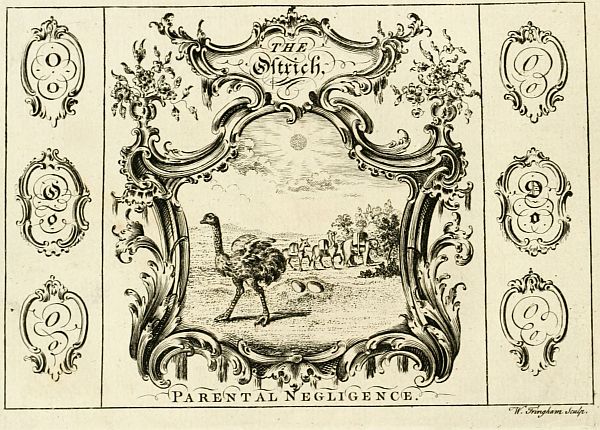 THE
Oſtrich.
O
o
O
o
G
o
O
o
O
o
O
o
PARENTAL NEGLIGENCE.
W. Tringham Sculp.